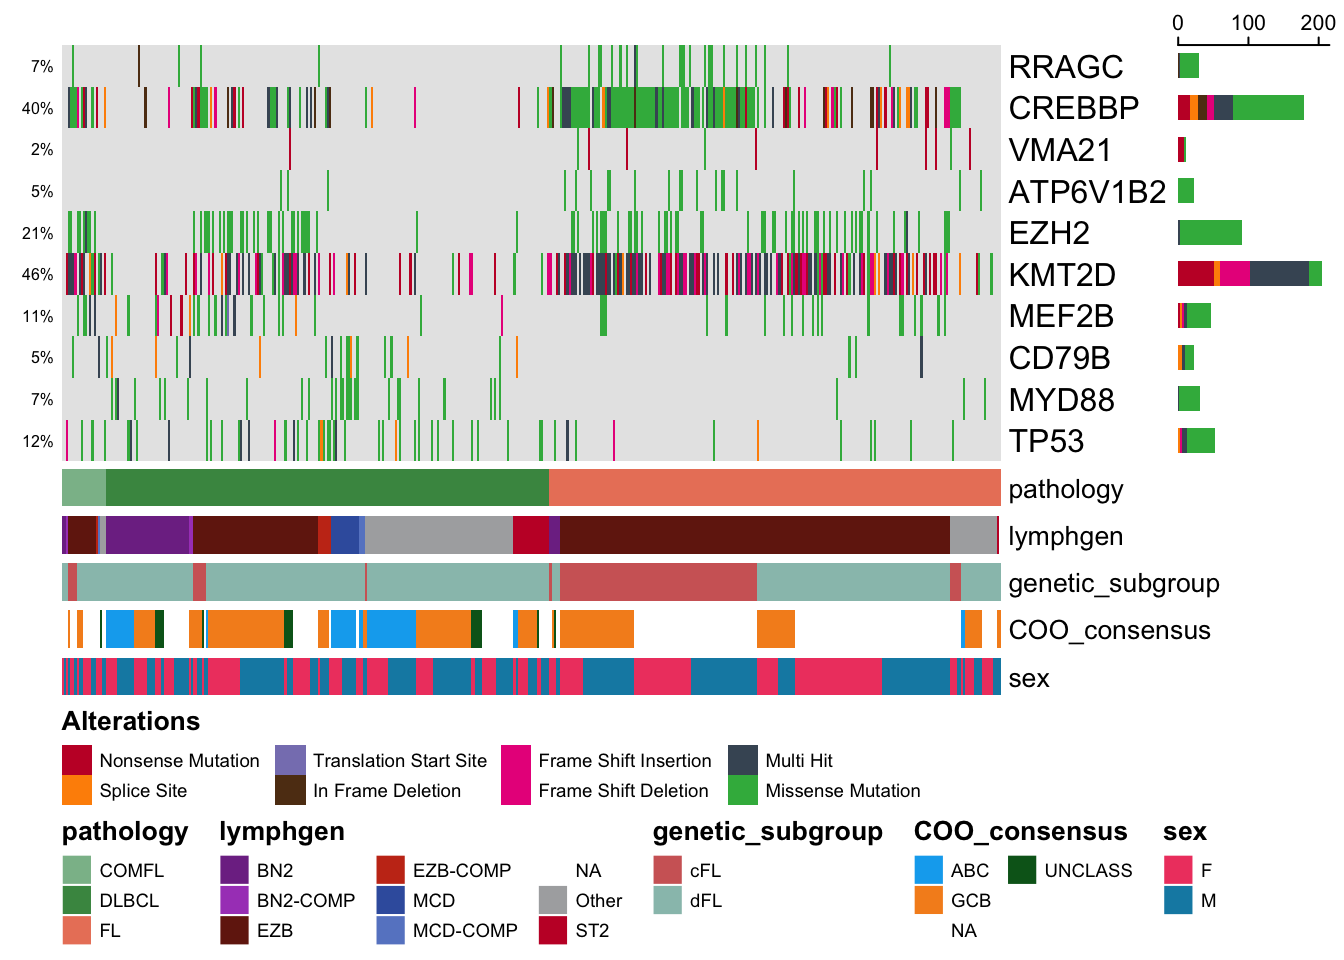 0 100 200
7% RRAGC
40% CREBBP
2% VMA21
5% ATP6V1B2
21% EZH2
46% KMT2D
11% MEF2B
5% CD79B
7% MYD88
12% TP53
pathology
lymphgen
genetic_subgroup
COO_consensus
sex
Alterations
Nonsense Mutation Translation Start Site Frame Shift Insertion Multi Hit
Splice Site In Frame Deletion Frame Shift Deletion Missense Mutation
pathology lymphgen genetic_subgroup COO_consensus sex
COMFL BN2 EZB-COMP NA cFL ABC UNCLASS F
DLBCL BN2-COMP MCD Other dFL GCB M
FL EZB MCD-COMP ST2 NA